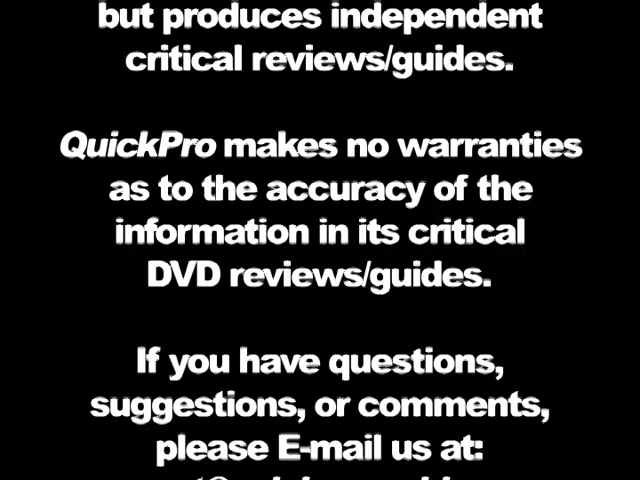 but produces independent
critical reviews/guides.
QuickPro makes no warranties
as to the accuracy of the
information in its critical
DVD reviews/guides.
If you have questions,
suggestions, or comments,
please E-mail us at: